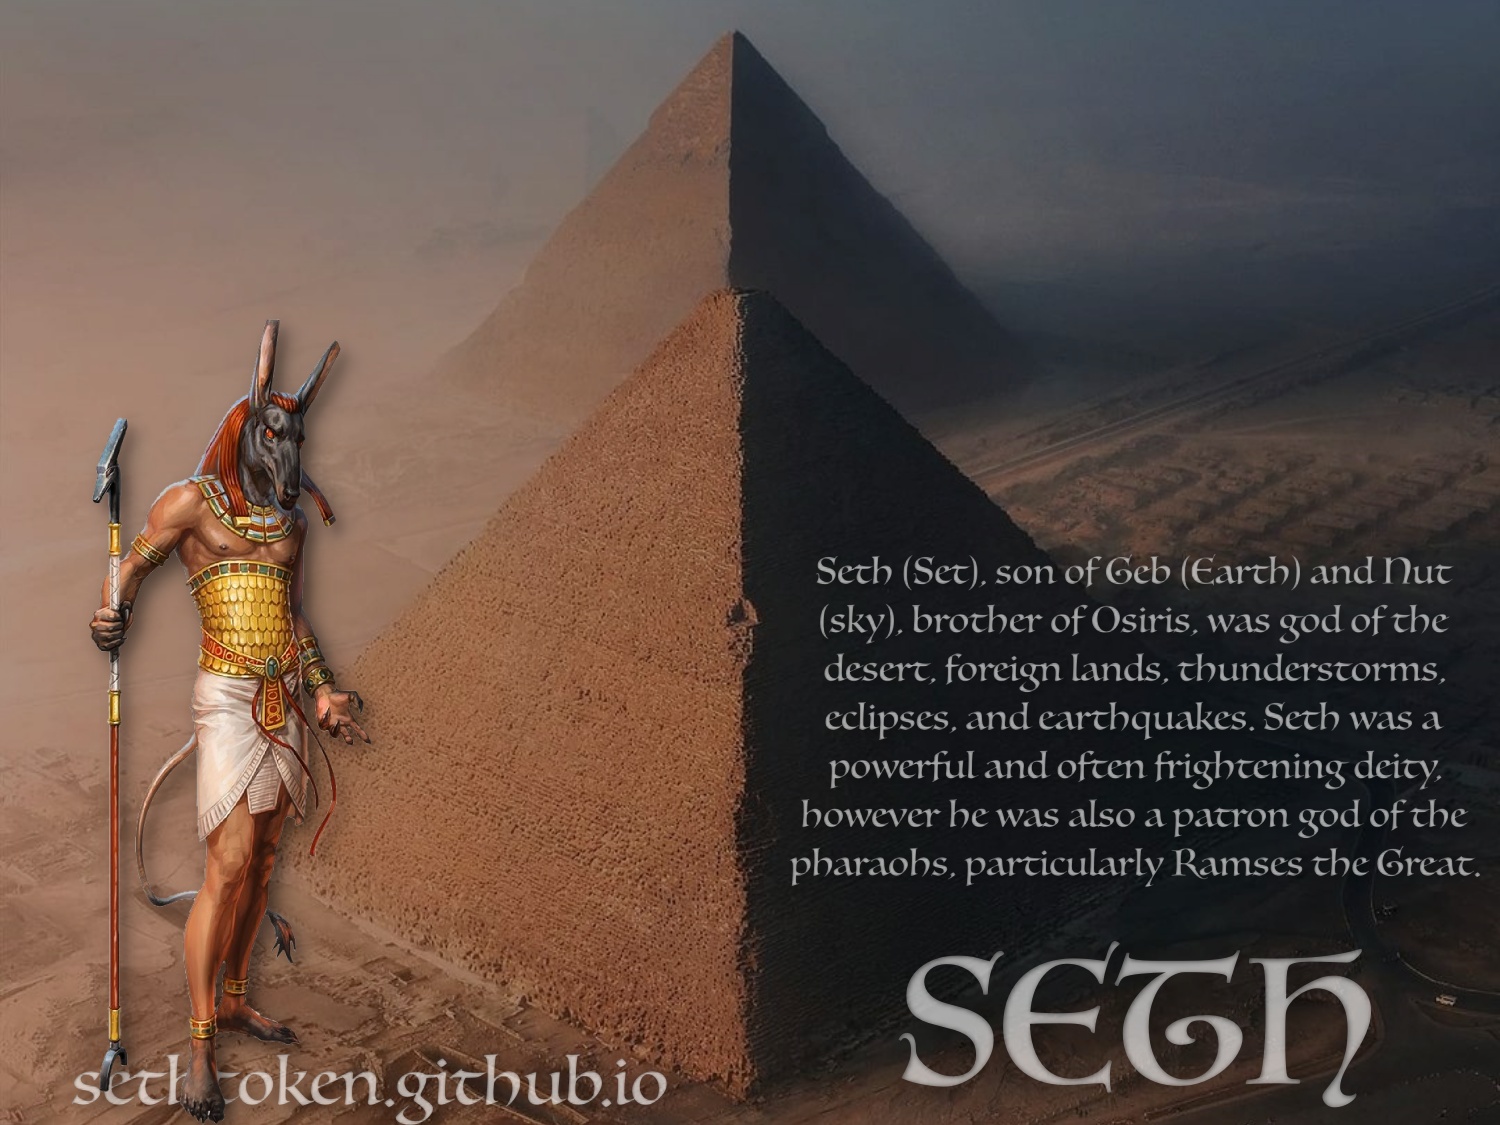 Seth (Set), son of Geb (Earth) and Nut
(sky), brother of Osiris, was god of the
desert, foreign lands, thunderstorms,
eclipses, and earthquakes. Seth was a
powerful and often frightening deity,
however he was also a patron god of the
pharaohs, particularly Ramses the Great.
SETH
sethtoken.github.io